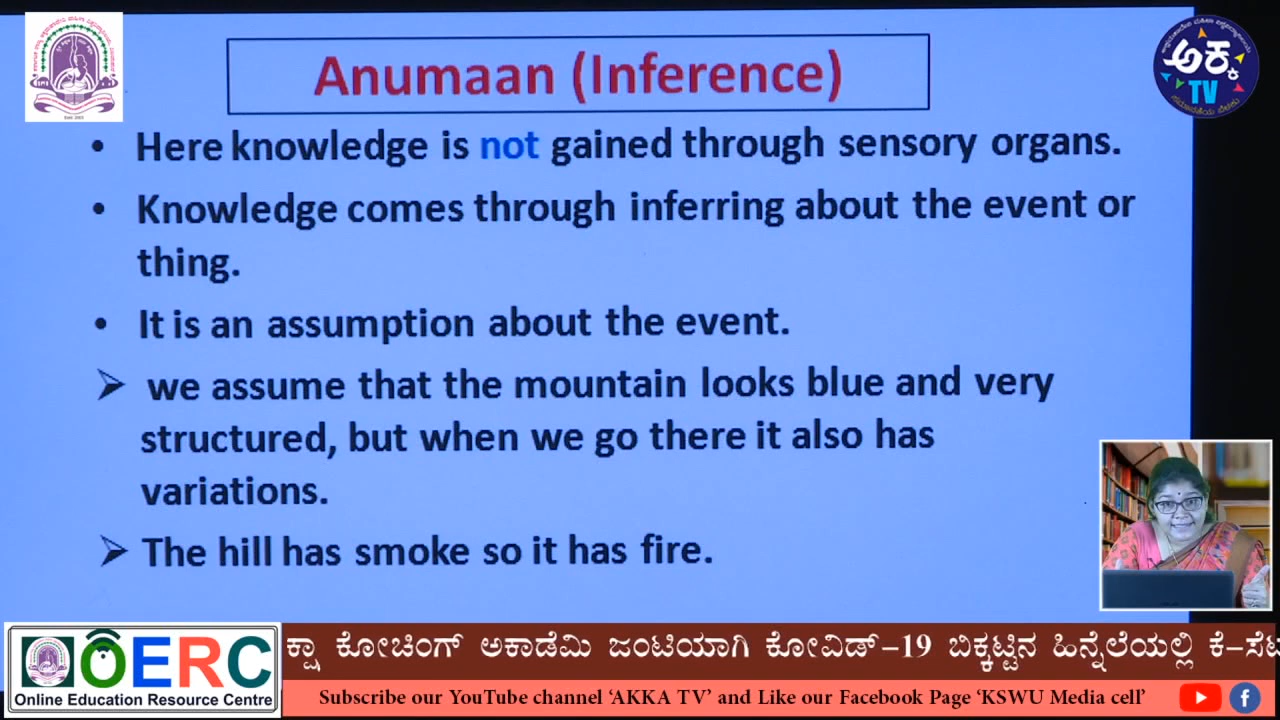 Anumaan (Inference)
• Here knowledge is not gained through sensory organs.
• Knowledge comes through inferring about the event or
thing.
• It is an assumption about the event.
➢ we assume that the mountain looks blue and very
structured, but when we go there it also has
variations.
➢ The hill has smoke so it has fire.
ಅಕ್ಕ
TV
OERC
Online Education Resource Centre
ಕ್ಷಾ ಕೋಚಿಂಗ್ ಅಕಾಡೆಮಿ ಜಂಟಿಯಾಗಿ ಕೋವಿಡ್-19 ಬಿಕ್ಕಟ್ಟಿನ ಹಿನ್ನೆಲೆಯಲ್ಲಿ ಕೆ-ಸೆಟ
Subscribe our YouTube channel ‘AKKA TV’ and Like our Facebook Page ‘KSWU Media cell’